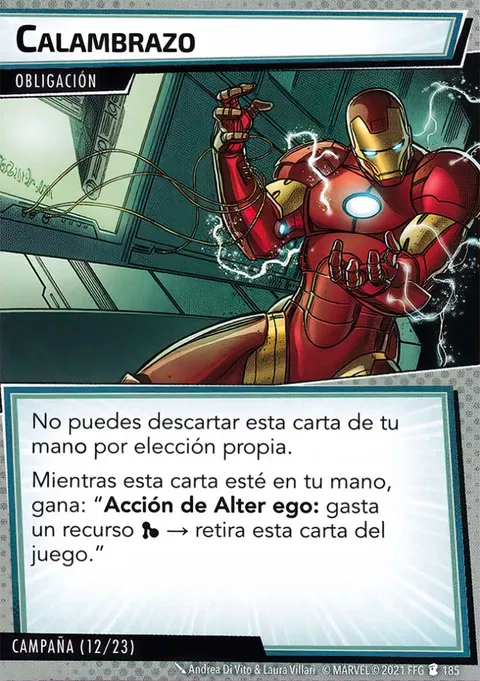 CALAMBRAZO
OBLIGACIÓN
No puedes descartar esta carta de tu
mano por elección propia.
Mientras esta carta esté en tu mano,
gana: “Acción de Alter ego: gasta
un recurso → retira esta carta del
juego.”
CAMPAÑA (12/23)
Andrea Di Vito & Laura Villari © MARVEL © 2021 FFG 185